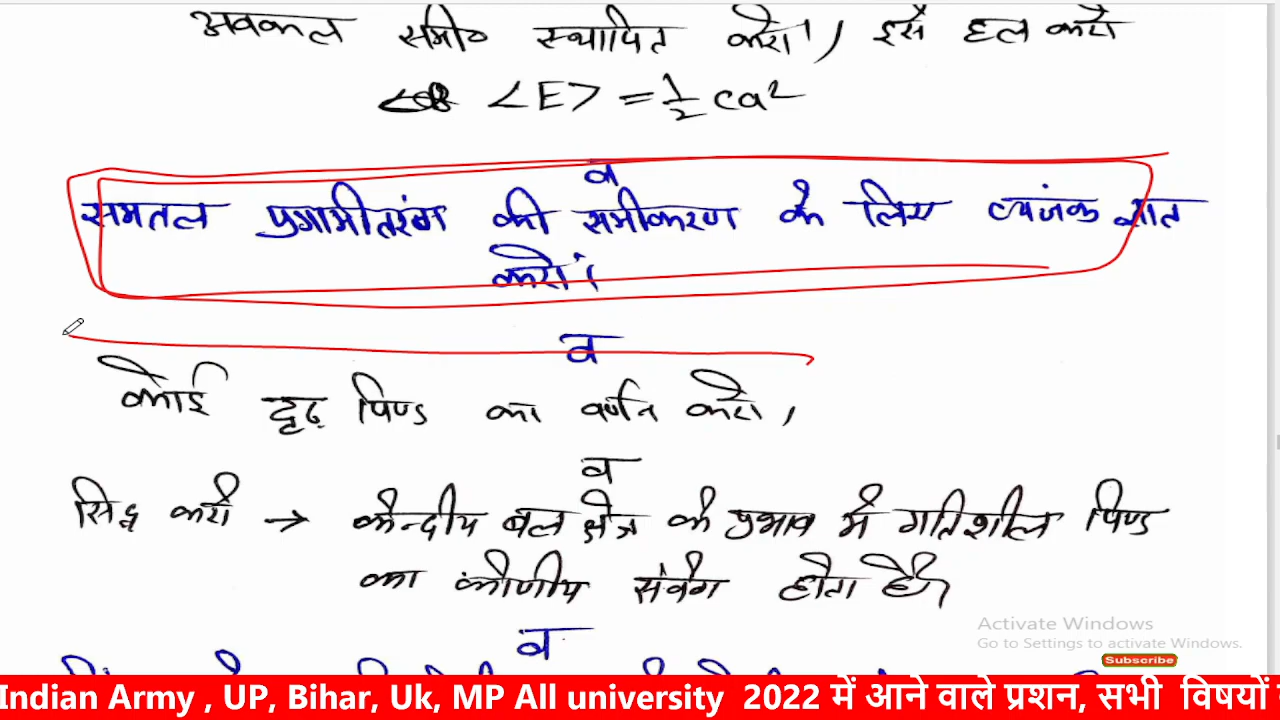 अवकल समी० स्थापित करो।, इसे हल करो
<E> = 1/2 ca²
व
समतल प्रगामी तरंग की समीकरण के लिए व्यंजक ज्ञात
करो।
व
कोई दृढ़ पिण्ड का वर्णन करो,
व
सिद्ध करो → केन्द्रीय बल क्षेत्र के प्रभाव में गतिशील पिण्ड
का कोणीय संवेग होता है,
व
Activate Windows
Go to Settings to activate Windows.
Subscribe
Indian Army , UP, Bihar, Uk, MP All university 2022 में आने वाले प्रशन, सभी विषयों